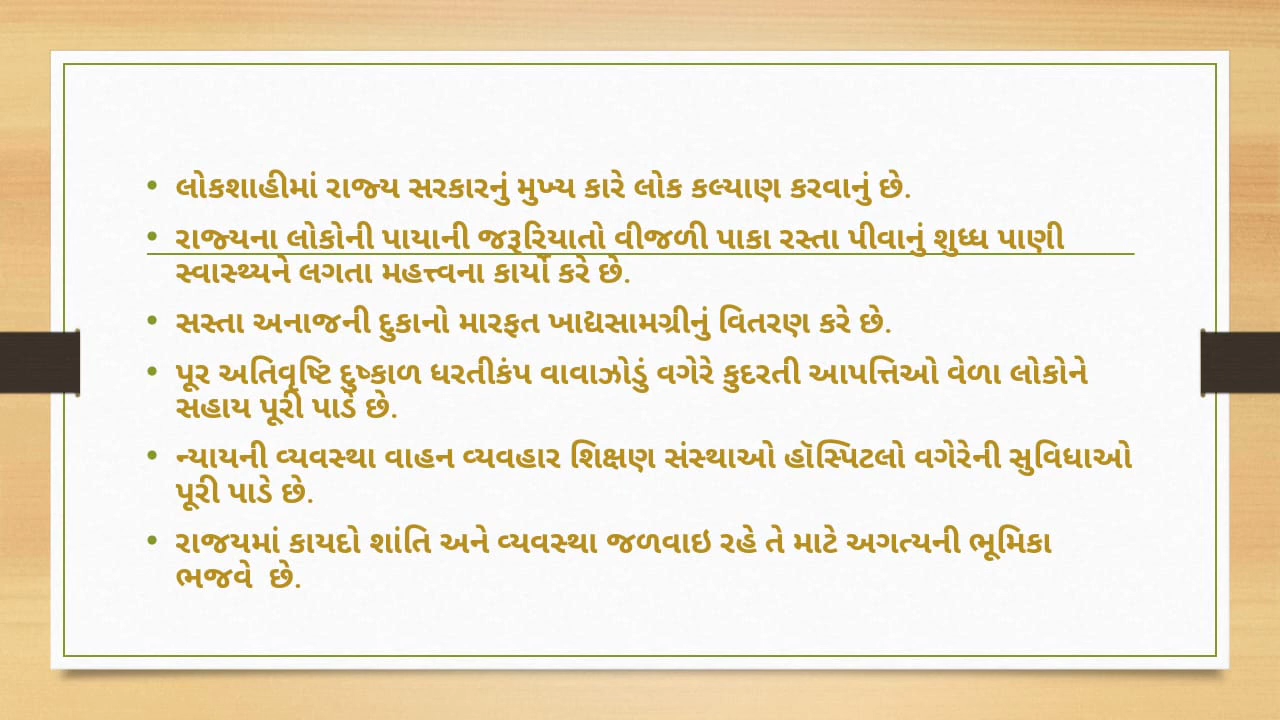 • લોકશાહીમાં રાજ્ય સરકારનું મુખ્ય કારે લોક કલ્યાણ કરવાનું છે.
• રાજ્યના લોકોની પાયાની જરૂરિયાતો વીજળી પાકા રસ્તા પીવાનું શુધ્ધ પાણી
સ્વાસ્થ્યને લગતા મહત્ત્વના કાર્યો કરે છે.
• સસ્તા અનાજની દુકાનો મારફત ખાદ્યસામગ્રીનું વિતરણ કરે છે.
• પૂર અતિવૃષ્ટિ દુષ્કાળ ધરતીકંપ વાવાઝોડું વગેરે કુદરતી આપત્તિઓ વેળા લોકોને
સહાય પૂરી પાડે છે.
• ન્યાયની વ્યવસ્થા વાહન વ્યવહાર શિક્ષણ સંસ્થાઓ હૉસ્પિટલો વગેરેની સુવિધાઓ
પૂરી પાડે છે.
• રાજયમાં કાયદો શાંતિ અને વ્યવસ્થા જળવાઇ રહે તે માટે અગત્યની ભૂમિકા
ભજવે  છે.